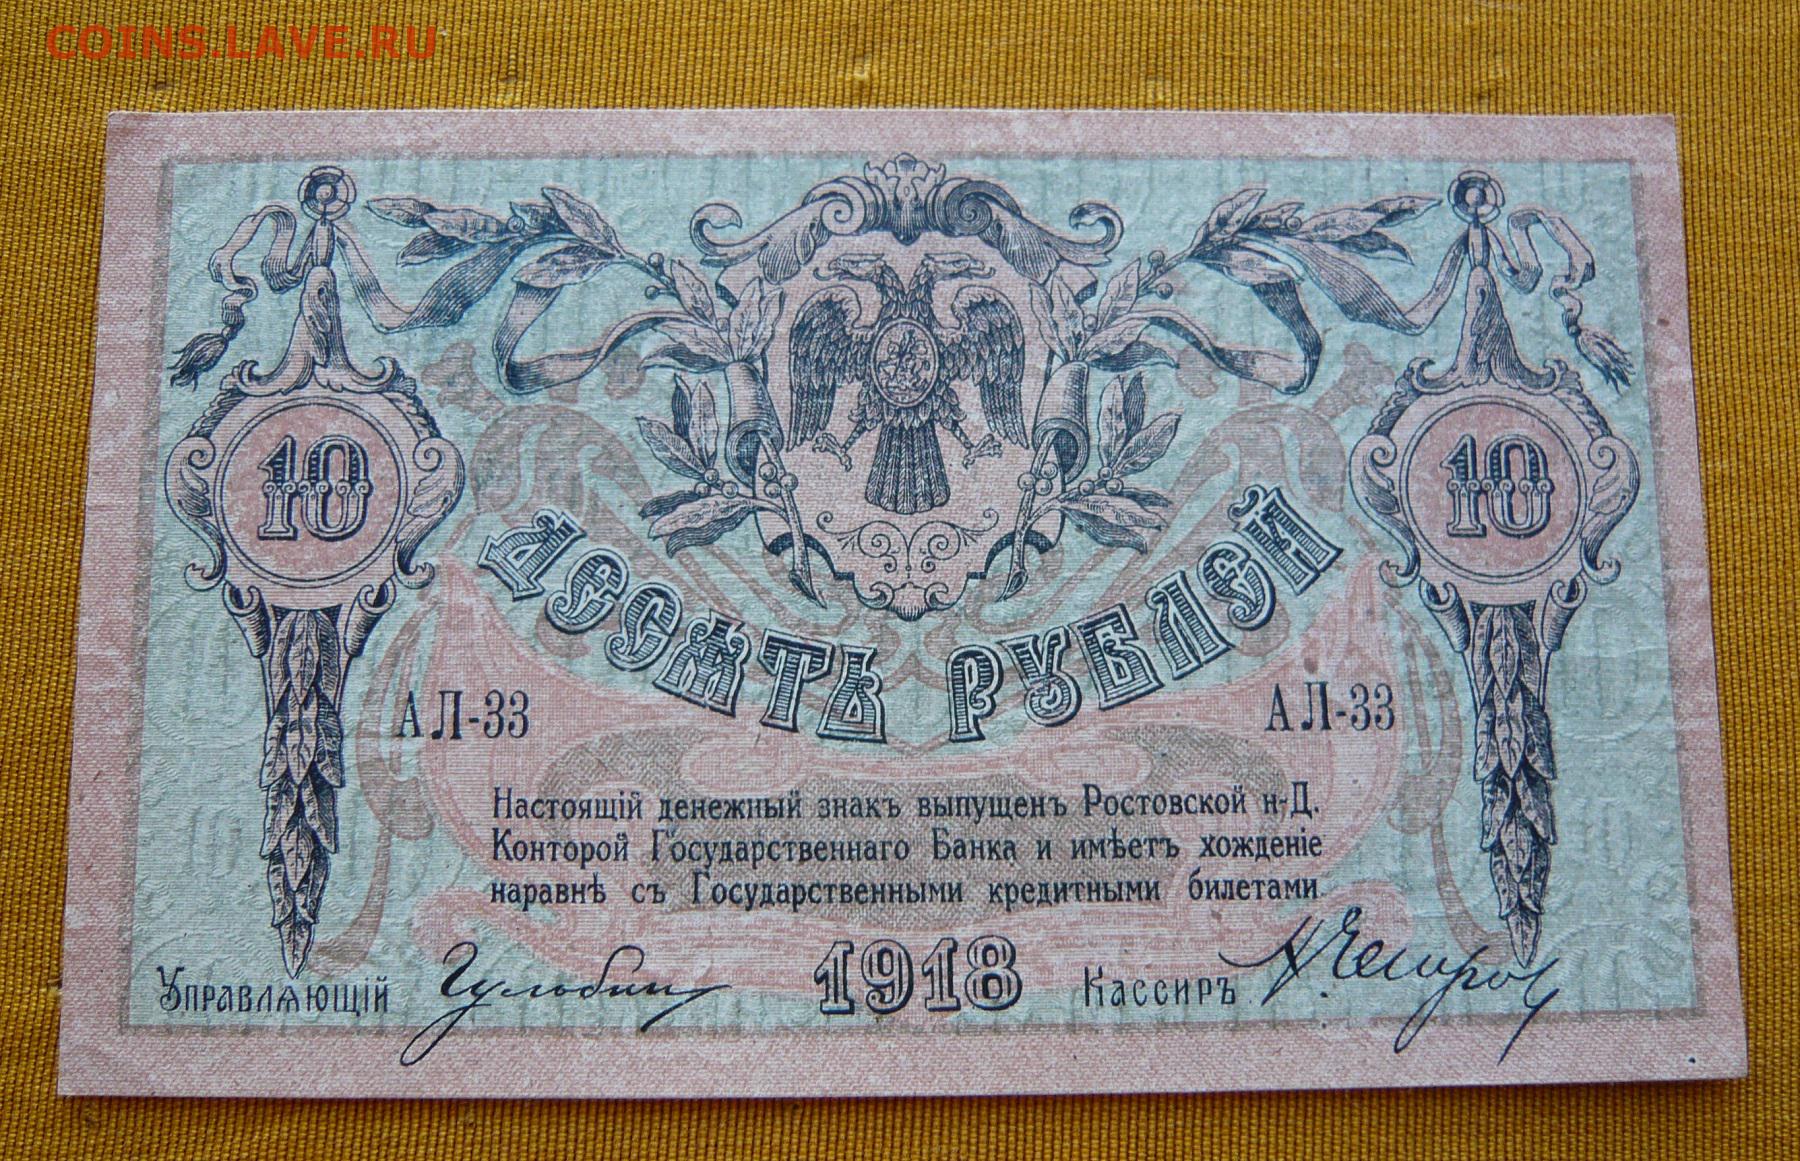 COINS.LAVE.RU
10
10
ДЕСЯТЬ РУБЛЕЙ
АЛ-33
АЛ-33
Настоящій денежный знакъ выпущенъ Ростовской н-Д.
Конторой Государственнаго Банка и имѣетъ хожденіе
наравнѣ съ Государственными кредитными билетами
Управляющій Гульбин 1918 Кассиръ